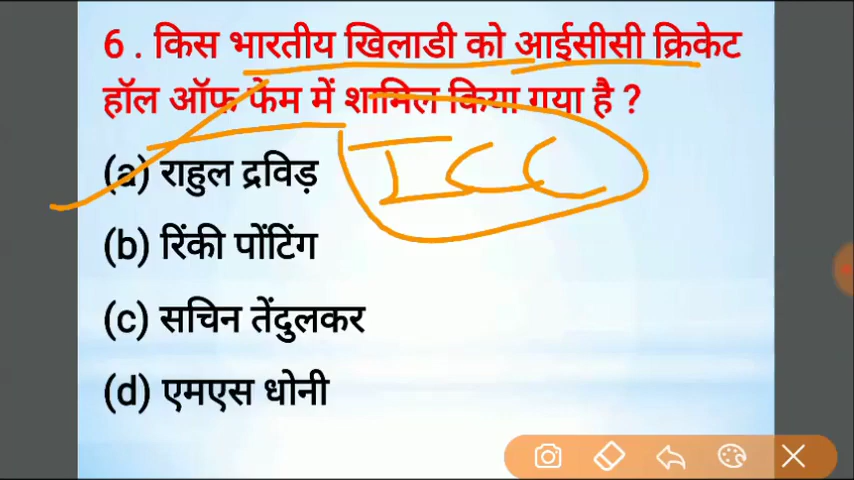 6 . किस भारतीय खिलाडी को आईसीसी क्रिकेट
हॉल ऑफ फेम में शामिल किया गया है ?
(a) राहुल द्रविड़
ICC
(b) रिंकी पोंटिंग
(c) सचिन तेंदुलकर
(d) एमएस धोनी